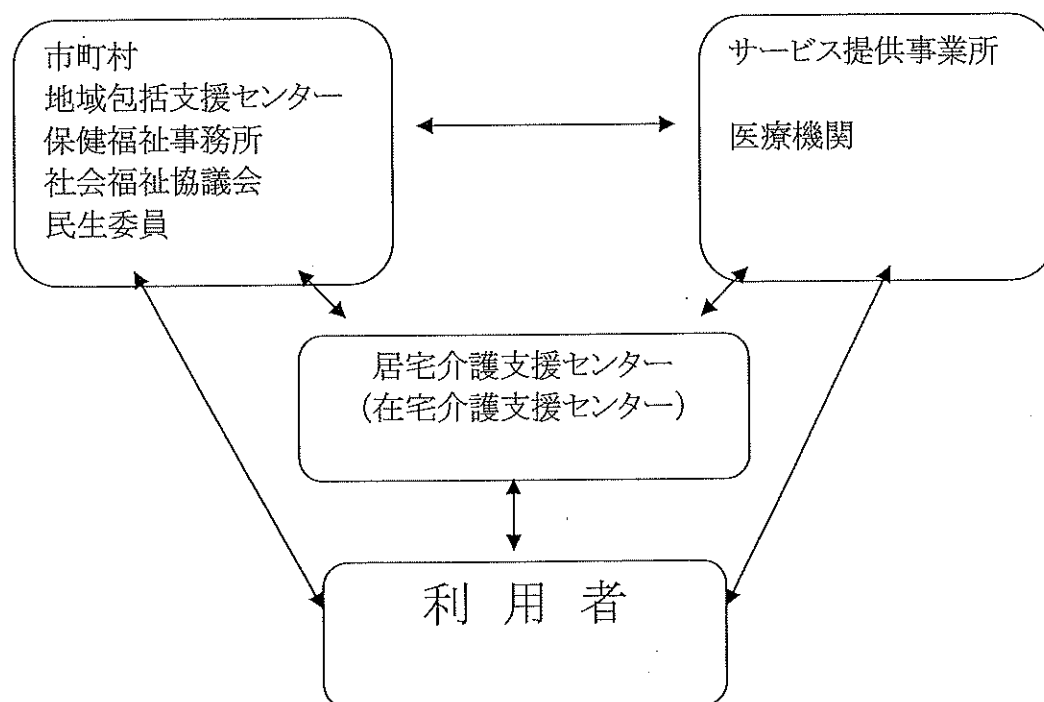 市町村
地域包括支援センター
保健福祉事務所
社会福祉協議会
民生委員
サービス提供事業所
医療機関
居宅介護支援センター
(在宅介護支援センター)
利 用 者